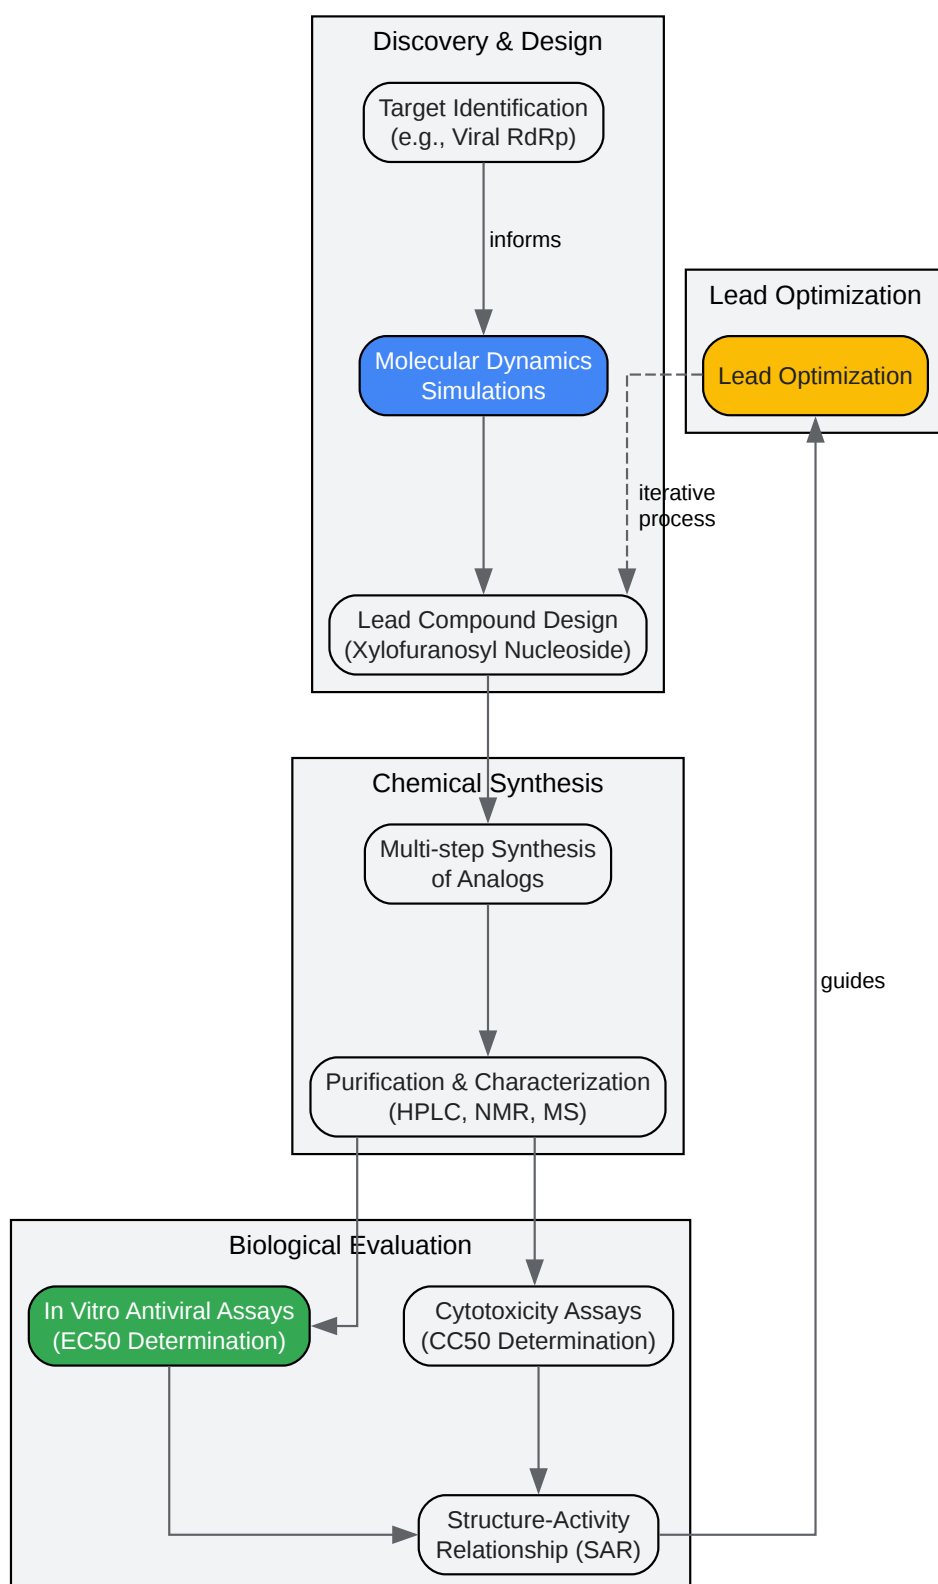 Discovery & Design
Target Identification
(e.g., Viral RdRp)
informs
Lead Optimization
Molecular Dynamics
Simulations
Lead Optimization
iterative
process
Lead Compound Design
(Xylofuranosyl Nucleoside)
Chemical Synthesis
Multi-step Synthesis
of Analogs
guides
Purification & Characterization
(HPLC, NMR, MS)
Biological Evaluation
In Vitro Antiviral Assays
(EC50 Determination)
Cytotoxicity Assays
(CC50 Determination)
Structure-Activity
Relationship (SAR)